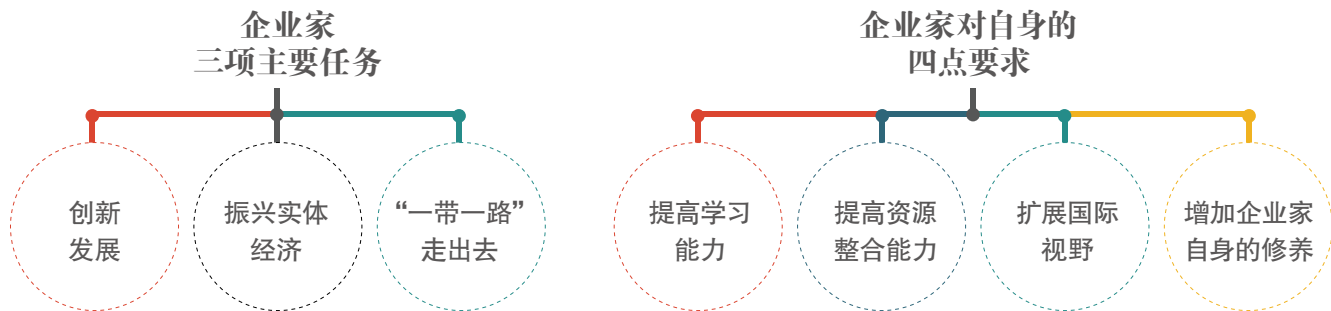 企业家
三项主要任务
创新
发展
振兴实体
经济
“一带一路”
走出去
企业家对自身的
四点要求
提高学习
能力
提高资源
整合能力
扩展国际
视野
增加企业家
自身的修养